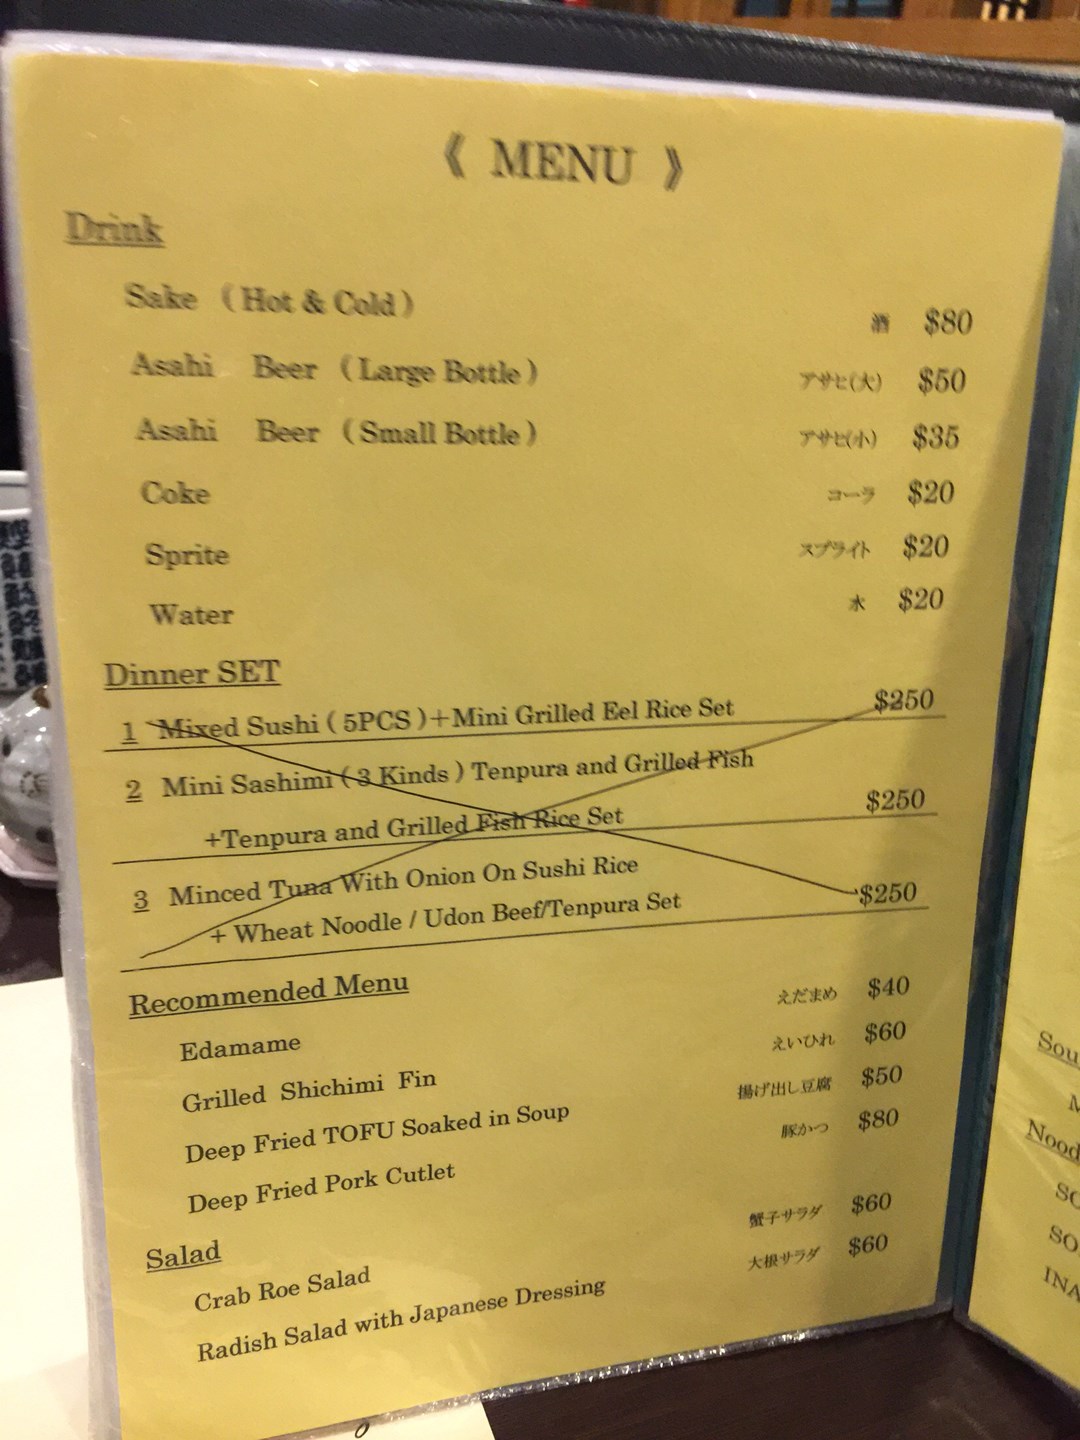 《 MENU 》
Drink
Sake (Hot & Cold) 酒 $80
Asahi Beer (Large Bottle) アサヒ(大) $50
Asahi Beer (Small Bottle) アサヒ(小) $35
Coke コーラ $20
Sprite スプライト $20
Water 水 $20
Dinner SET
1 Mixed Sushi (5PCS)+Mini Grilled Eel Rice Set $250
2 Mini Sashimi (3 Kinds) Tenpura and Grilled Fish
+Tenpura and Grilled Fish Rice Set $250
3 Minced Tuna With Onion On Sushi Rice
+ Wheat Noodle / Udon Beef/Tenpura Set $250
Recommended Menu
Edamame えだまめ $40
Grilled Shichimi Fin えいひれ $60
Deep Fried TOFU Soaked in Soup 揚げ出し豆腐 $50
Deep Fried Pork Cutlet 豚かつ $80
Salad
Crab Roe Salad 蟹子サラダ $60
Radish Salad with Japanese Dressing 大根サラダ $60
Sou
Nood
SO
INA